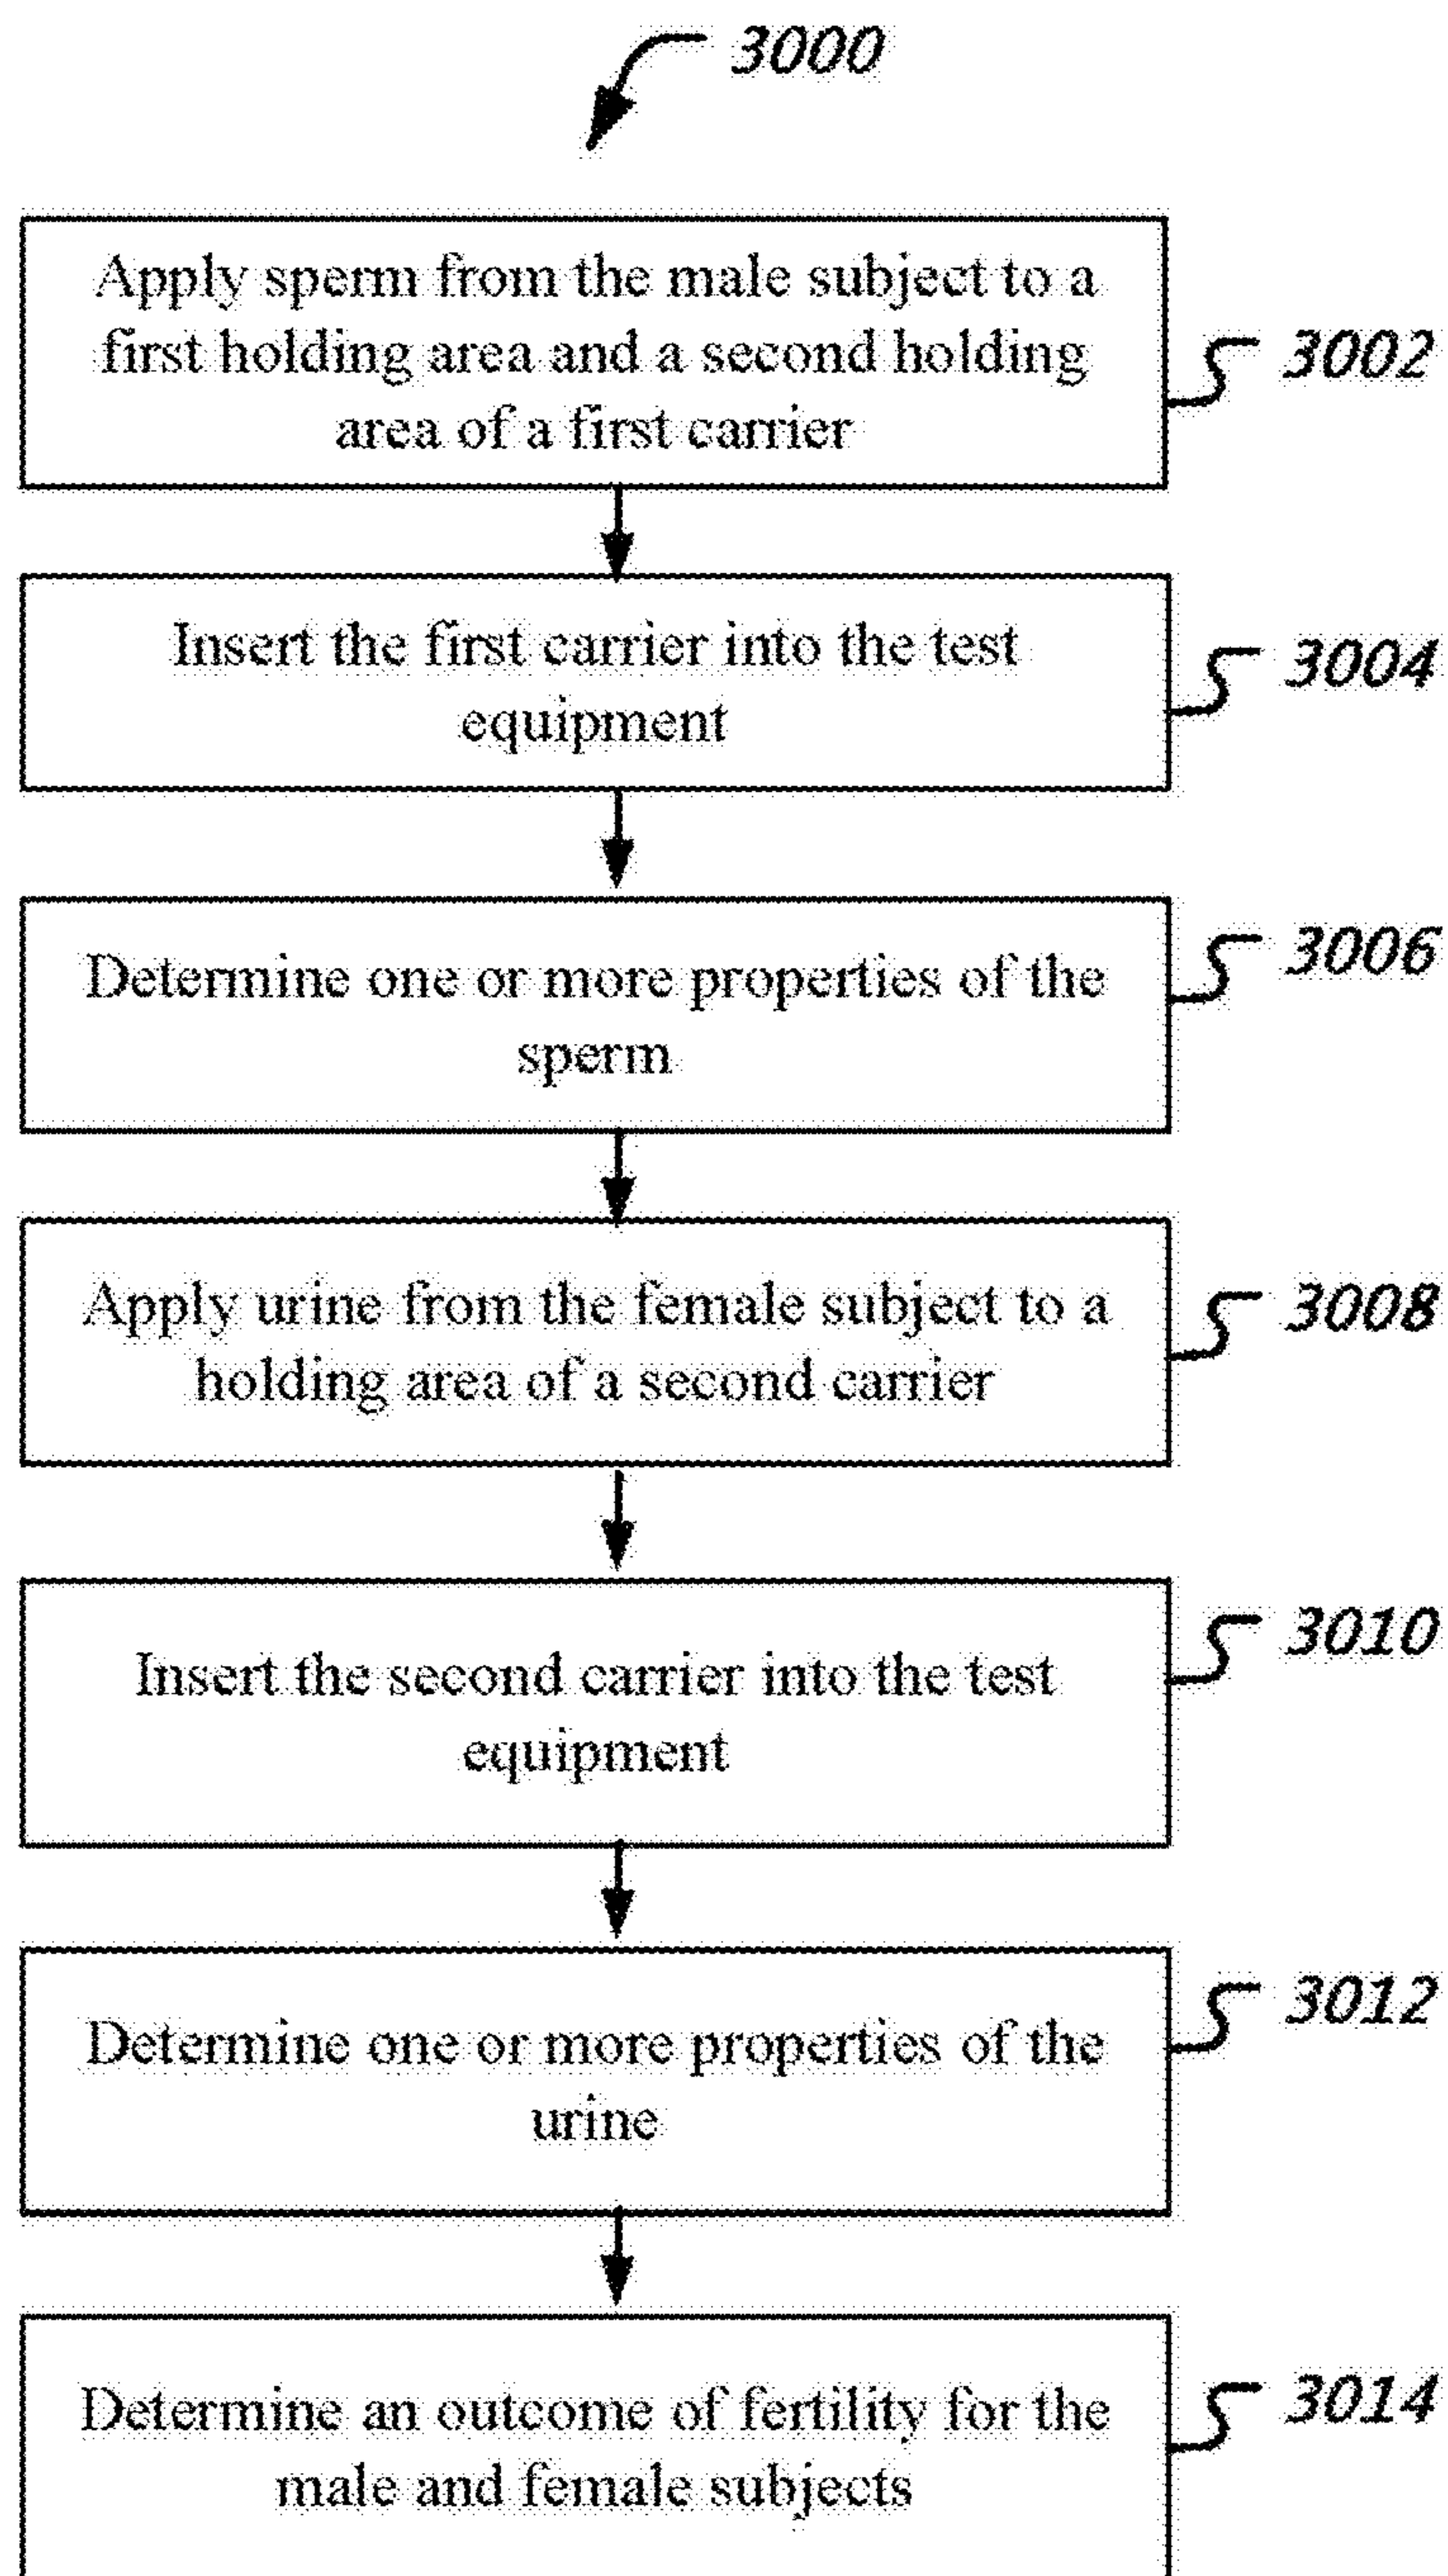 3000
Apply sperm from the male subject to a
first holding area and a second holding
area of a first carrier
3002
Insert the first carrier into the test
equipment
3004
Determine one or more properties of the
sperm
3006
Apply urine from the female subject to a
holding area of a second carrier
3008
Insert the second carrier into the test
equipment
3010
Determine one or more properties of the
urine
3012
Determine an outcome of fertility for the
male and female subjects
3014